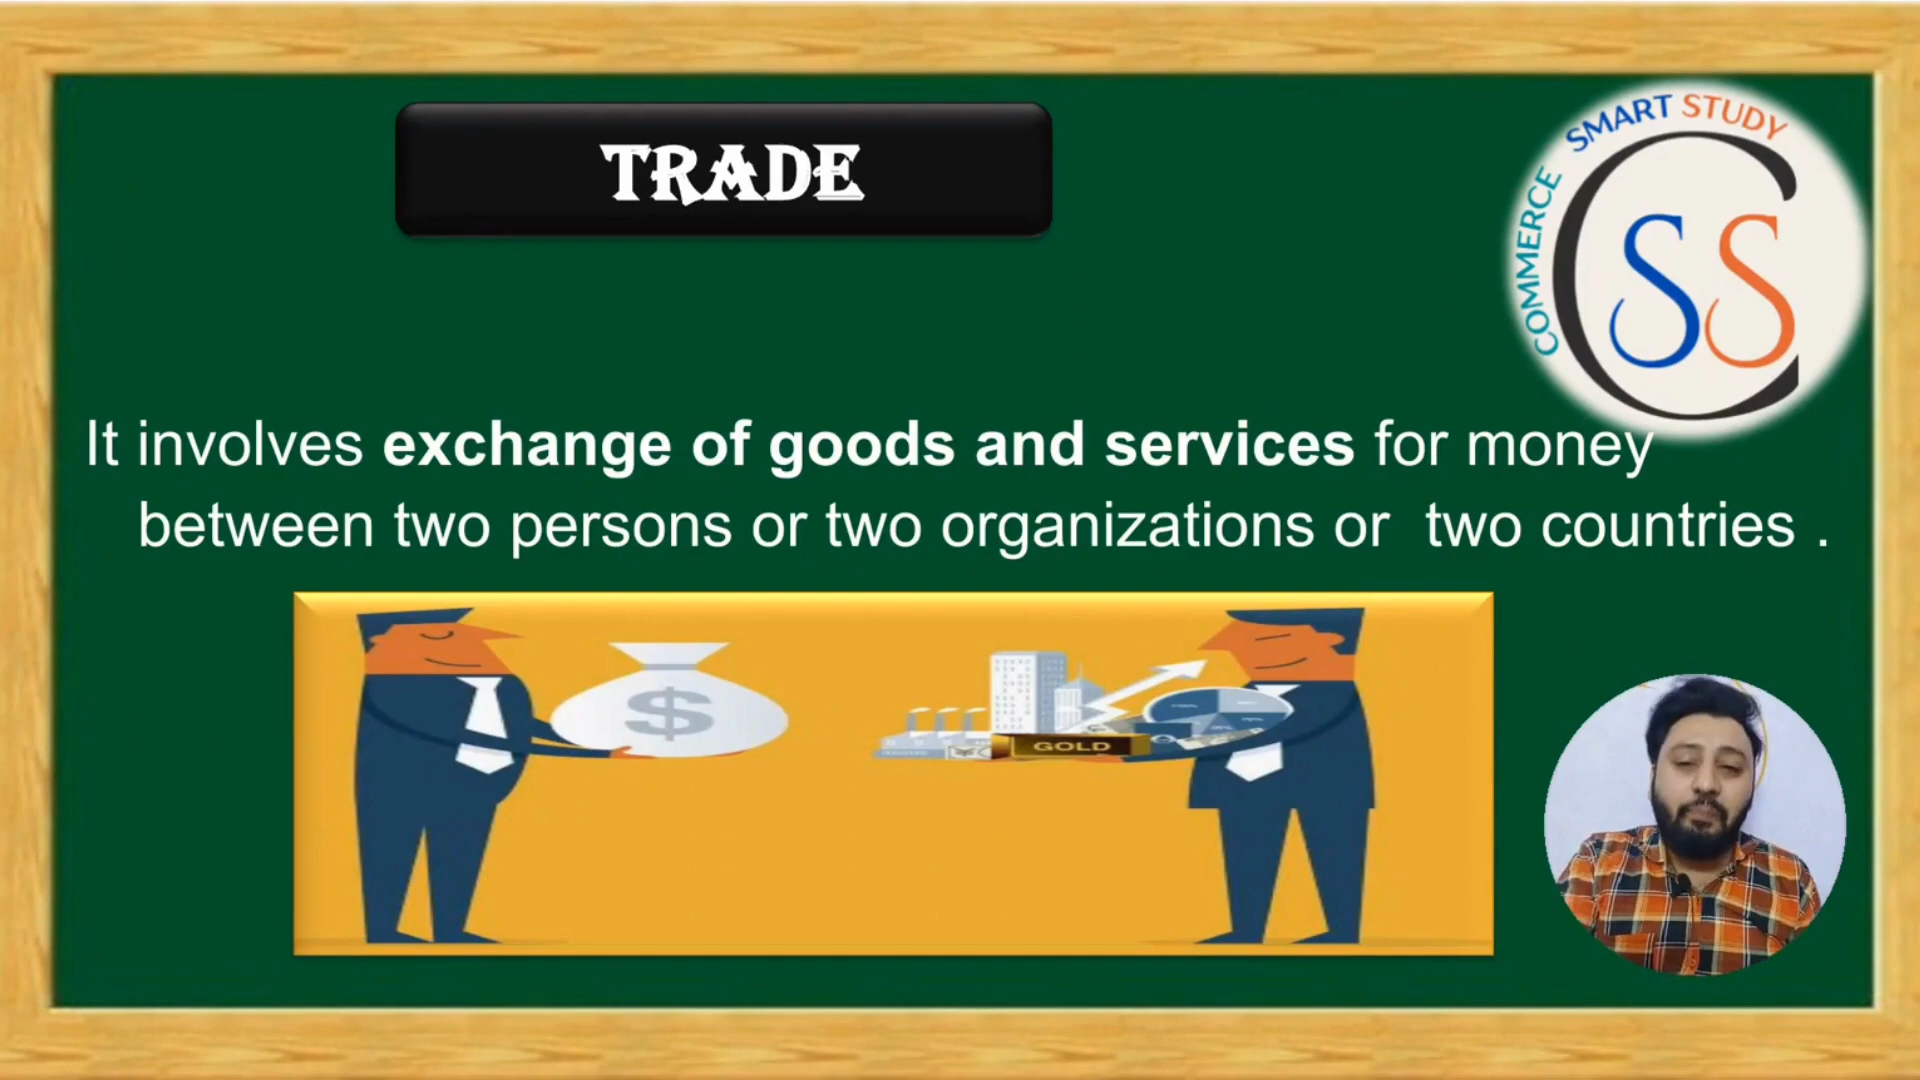 TRADE
COMMERCE SMART STUDY
CSS
It involves exchange of goods and services for money
between two persons or two organizations or two countries .
$
GOLD